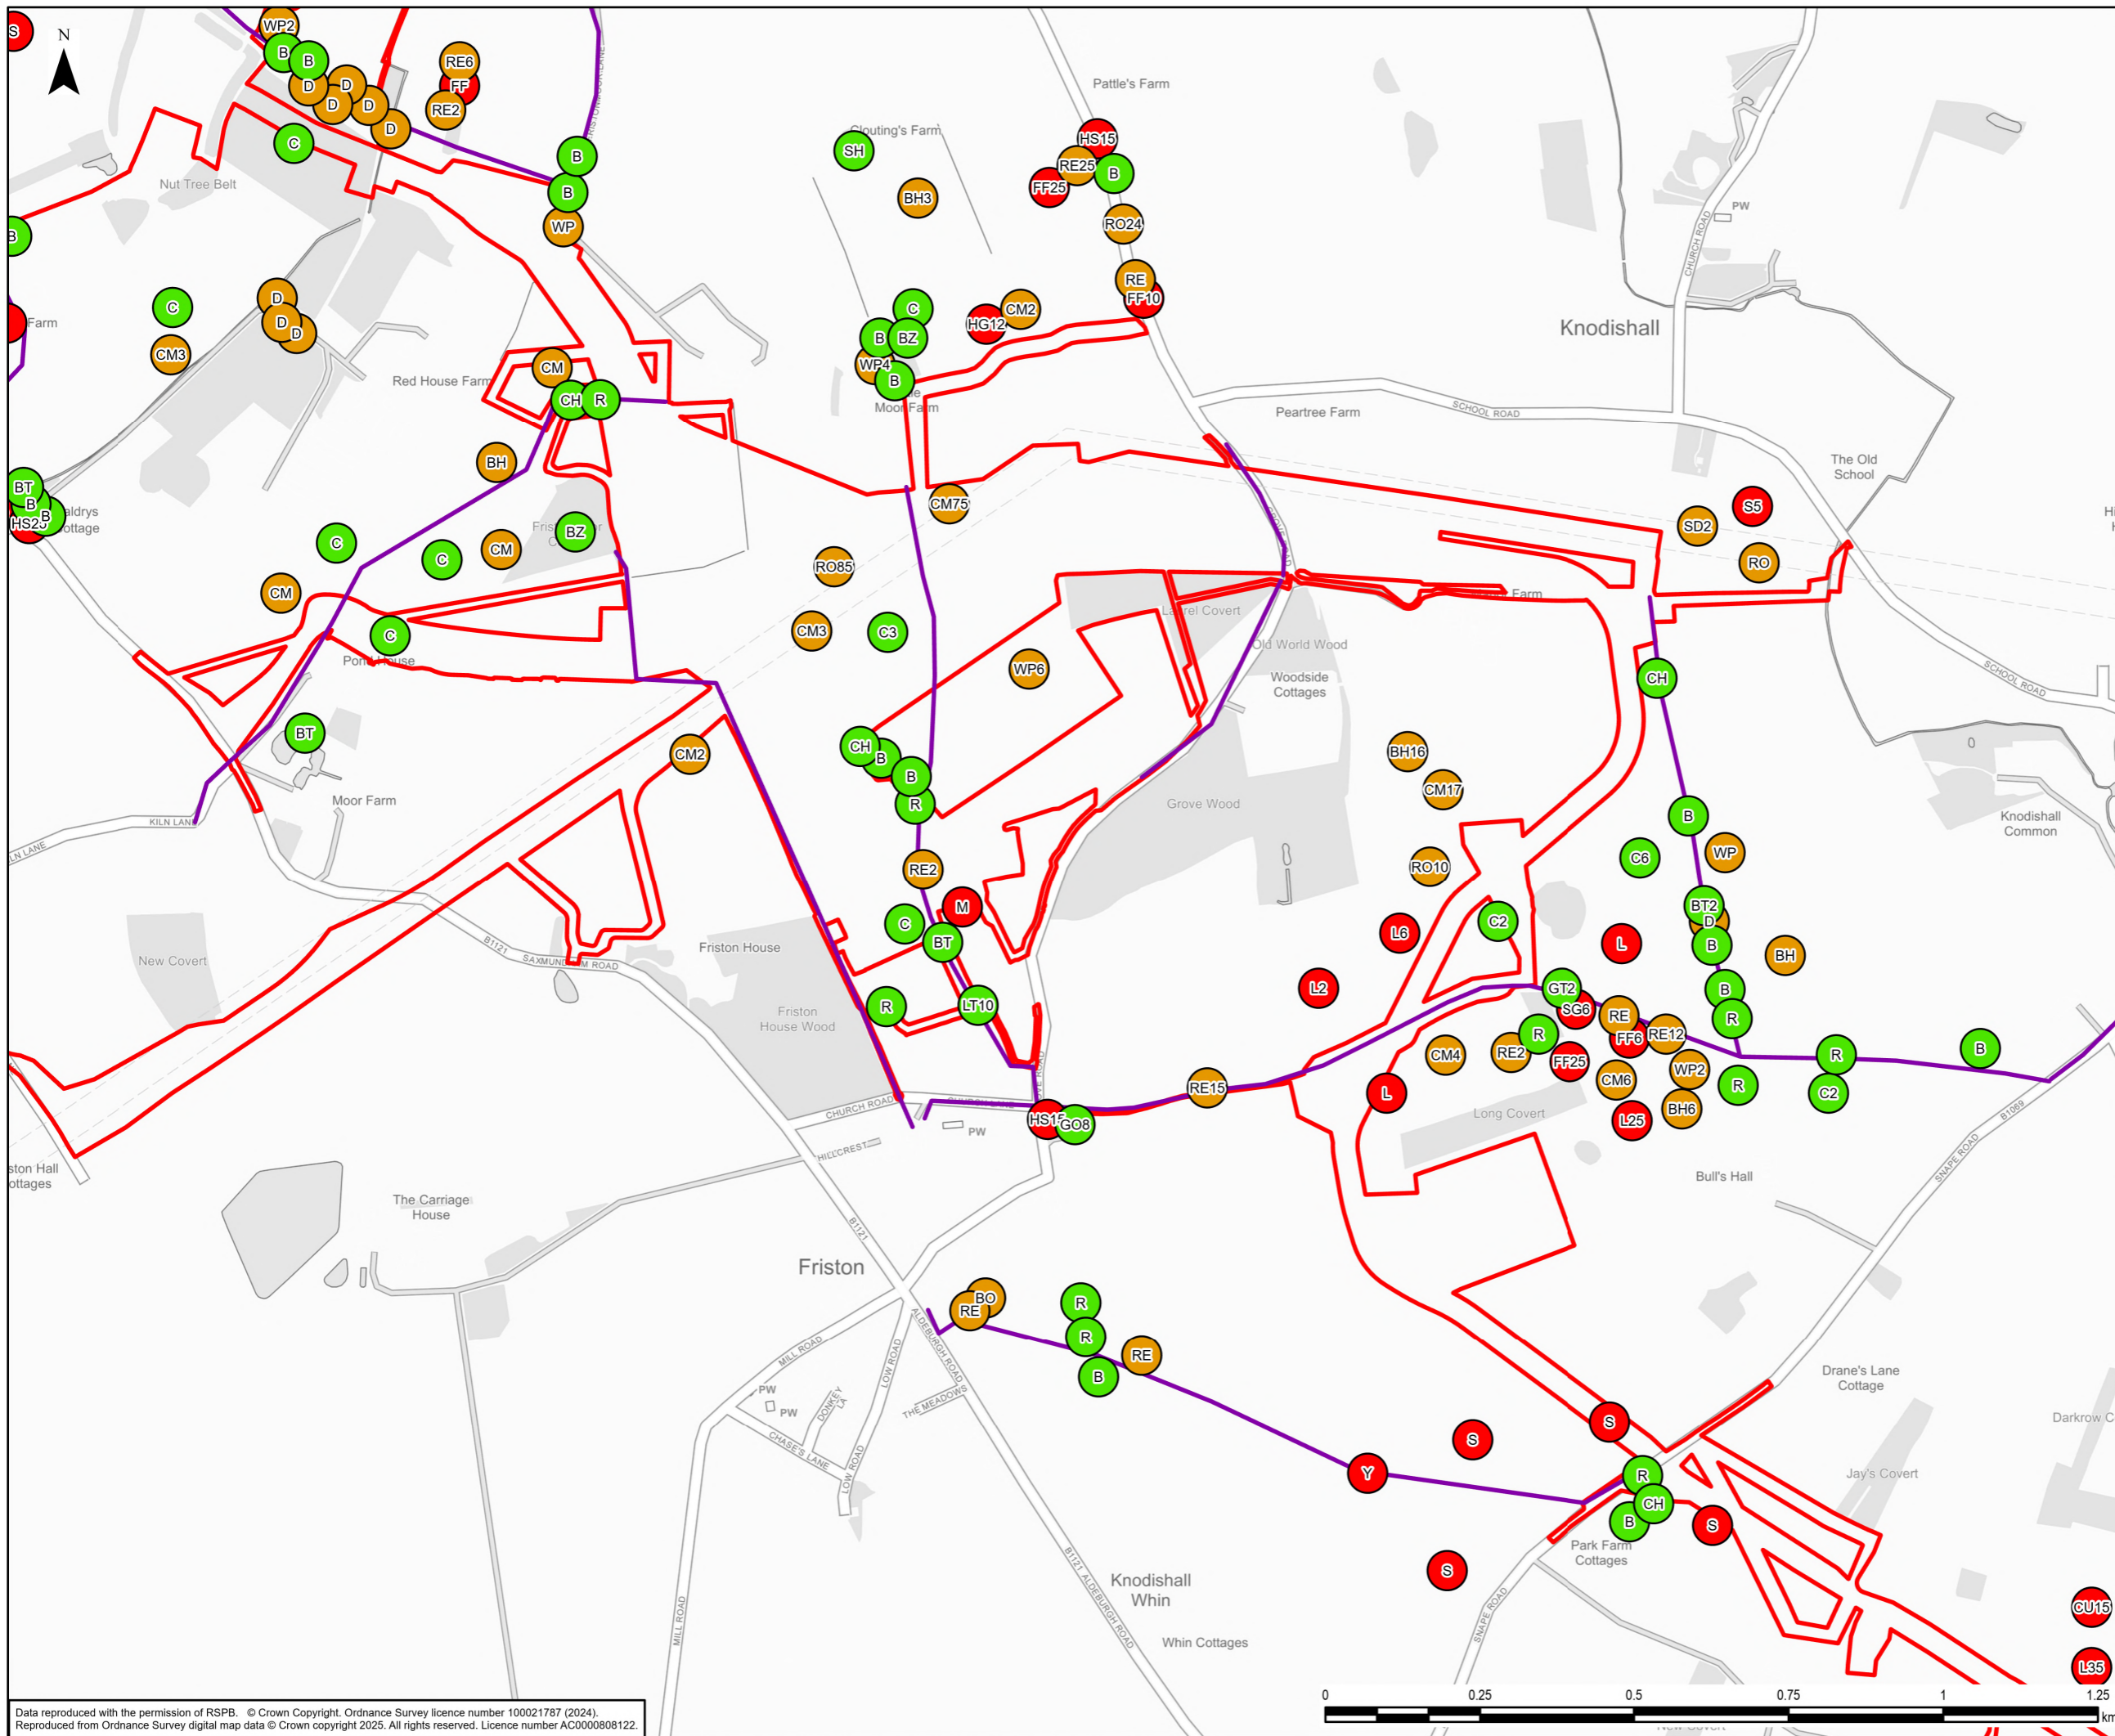 S
N
WP2
B
B
D
D
D
D
D
RE6
FF
RE2
C
B
B
WP
Nut Tree Belt
B
Pattle's Farm
Clouting's Farm
SH
BH3
HS15
RE25
B
FF25
RO24
RE
FF10
PW
CHURCH ROAD
Knodishall
Farm
C
CM3
D
D
D
C
B
BZ
WP4
B
HG12
CM2
Moor Farm
Red House Farm
CM
CH
R
BH
Peartree Farm
SCHOOL ROAD
The Old
School
BT
B
B
HS25
Cottage
C
C
CM
BZ
CM
C
Pond House
CM75
RO85
CM3
C3
WP6
Laurel Covert
Old World Wood
Woodside
Cottages
S5
SD2
RO
SCHOOL ROAD
CH
BT
Moor Farm
KILN LANE
LN LANE
CM2
CH
B
B
R
RE2
Grove Wood
BH16
CM17
RO10
B
C6
WP
Knodishall
Common
New Covert
B1121
SAXMUNDHAM ROAD
Friston House
Friston
House Wood
M
C
BT
R
LT10
L6
L2
C2
L
BT2
D
B
BH
B
R
GT2
SG6
RE
FF6
RE12
R
RE2
FF25
CM4
CM6
WP2
R
BH6
L25
L
R
C2
B
RE15
HS15
GO8
CHURCH ROAD
CHURCH LANE
PW
HILLCREST
Long Covert
Bull's Hall
SNAPE ROAD
B1069
ston Hall
ottages
The Carriage
House
B1121
Friston
BO
RE
R
R
B
RE
MILL ROAD
LOW ROAD
ALDEBURGH ROAD
THE MEADOWS
PW
PW
DONKEY
LA
CHASE'S LANE
LOW ROAD
Drane's Lane
Cottage
Darkrow C
Jay's Covert
S
S
Y
R
CH
B
S
S
Park Farm
Cottages
Knodishall
Whin
Whin Cottages
B1121 ALDEBURGH ROAD
MILL ROAD
SNAPE ROAD
CU15
L35
0 0.25 0.5 0.75 1 1.25
km
Data reproduced with the permission of RSPB. © Crown Copyright. Ordnance Survey licence number 100021787 (2024).
Reproduced from Ordnance Survey digital map data © Crown copyright 2025. All rights reserved. Licence number AC0000808122.